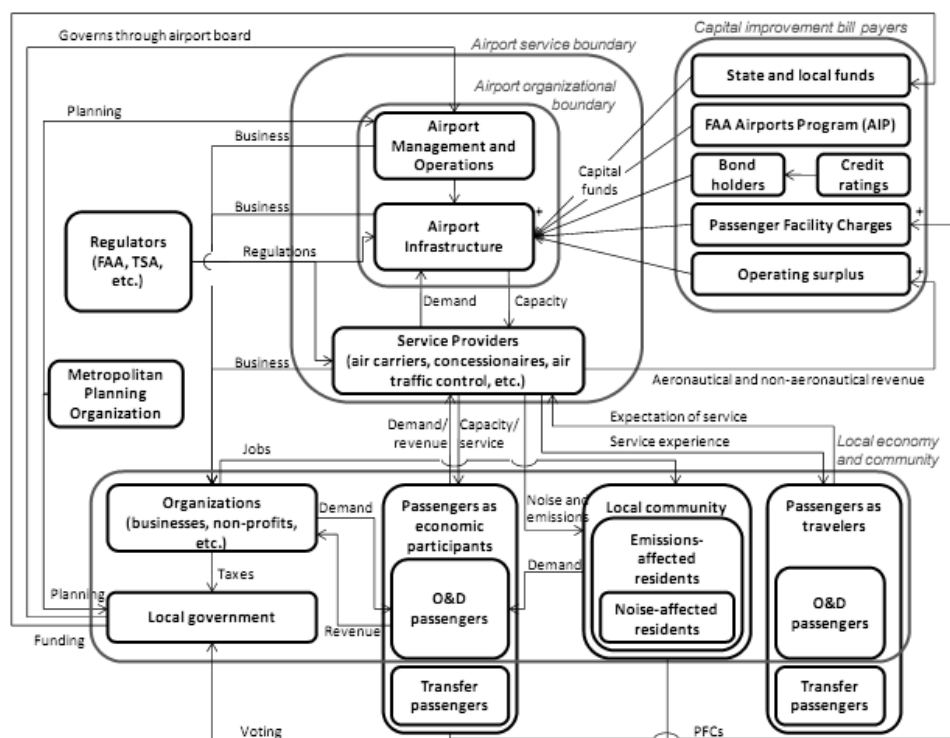 Governs through airport board
Airport service boundary
Capital improvement bill payers
State and local funds
Airport organizational
boundary
Planning
FAA Airports Program (AIP)
Business
Airport
Management and
Operations
Capital
funds
Bond
holders
Credit
ratings
Business
+
+
Airport
Infrastructure
Passenger Facility Charges
Regulators
(FAA, TSA,
etc.)
Regulations
Operating surplus
+
Demand
Capacity
Service Providers
(air carriers, concessionaires, air
traffic control, etc.)
Business
Metropolitan
Planning
Organization
Aeronautical and non-aeronautical revenue
Demand/
revenue
Capacity/
service
Expectation of service
Service experience
Local economy
and community
Jobs
Organizations
(businesses, non-profits,
etc.)
Demand
Passengers as
economic
participants
Noise and
emissions
Local community
Passengers as
travelers
Emissions-
affected
residents
Taxes
Demand
O&D
passengers
O&D
passengers
Planning
Local government
Noise-affected
residents
Funding
Revenue
Transfer
passengers
Transfer
passengers
Voting
PFCs